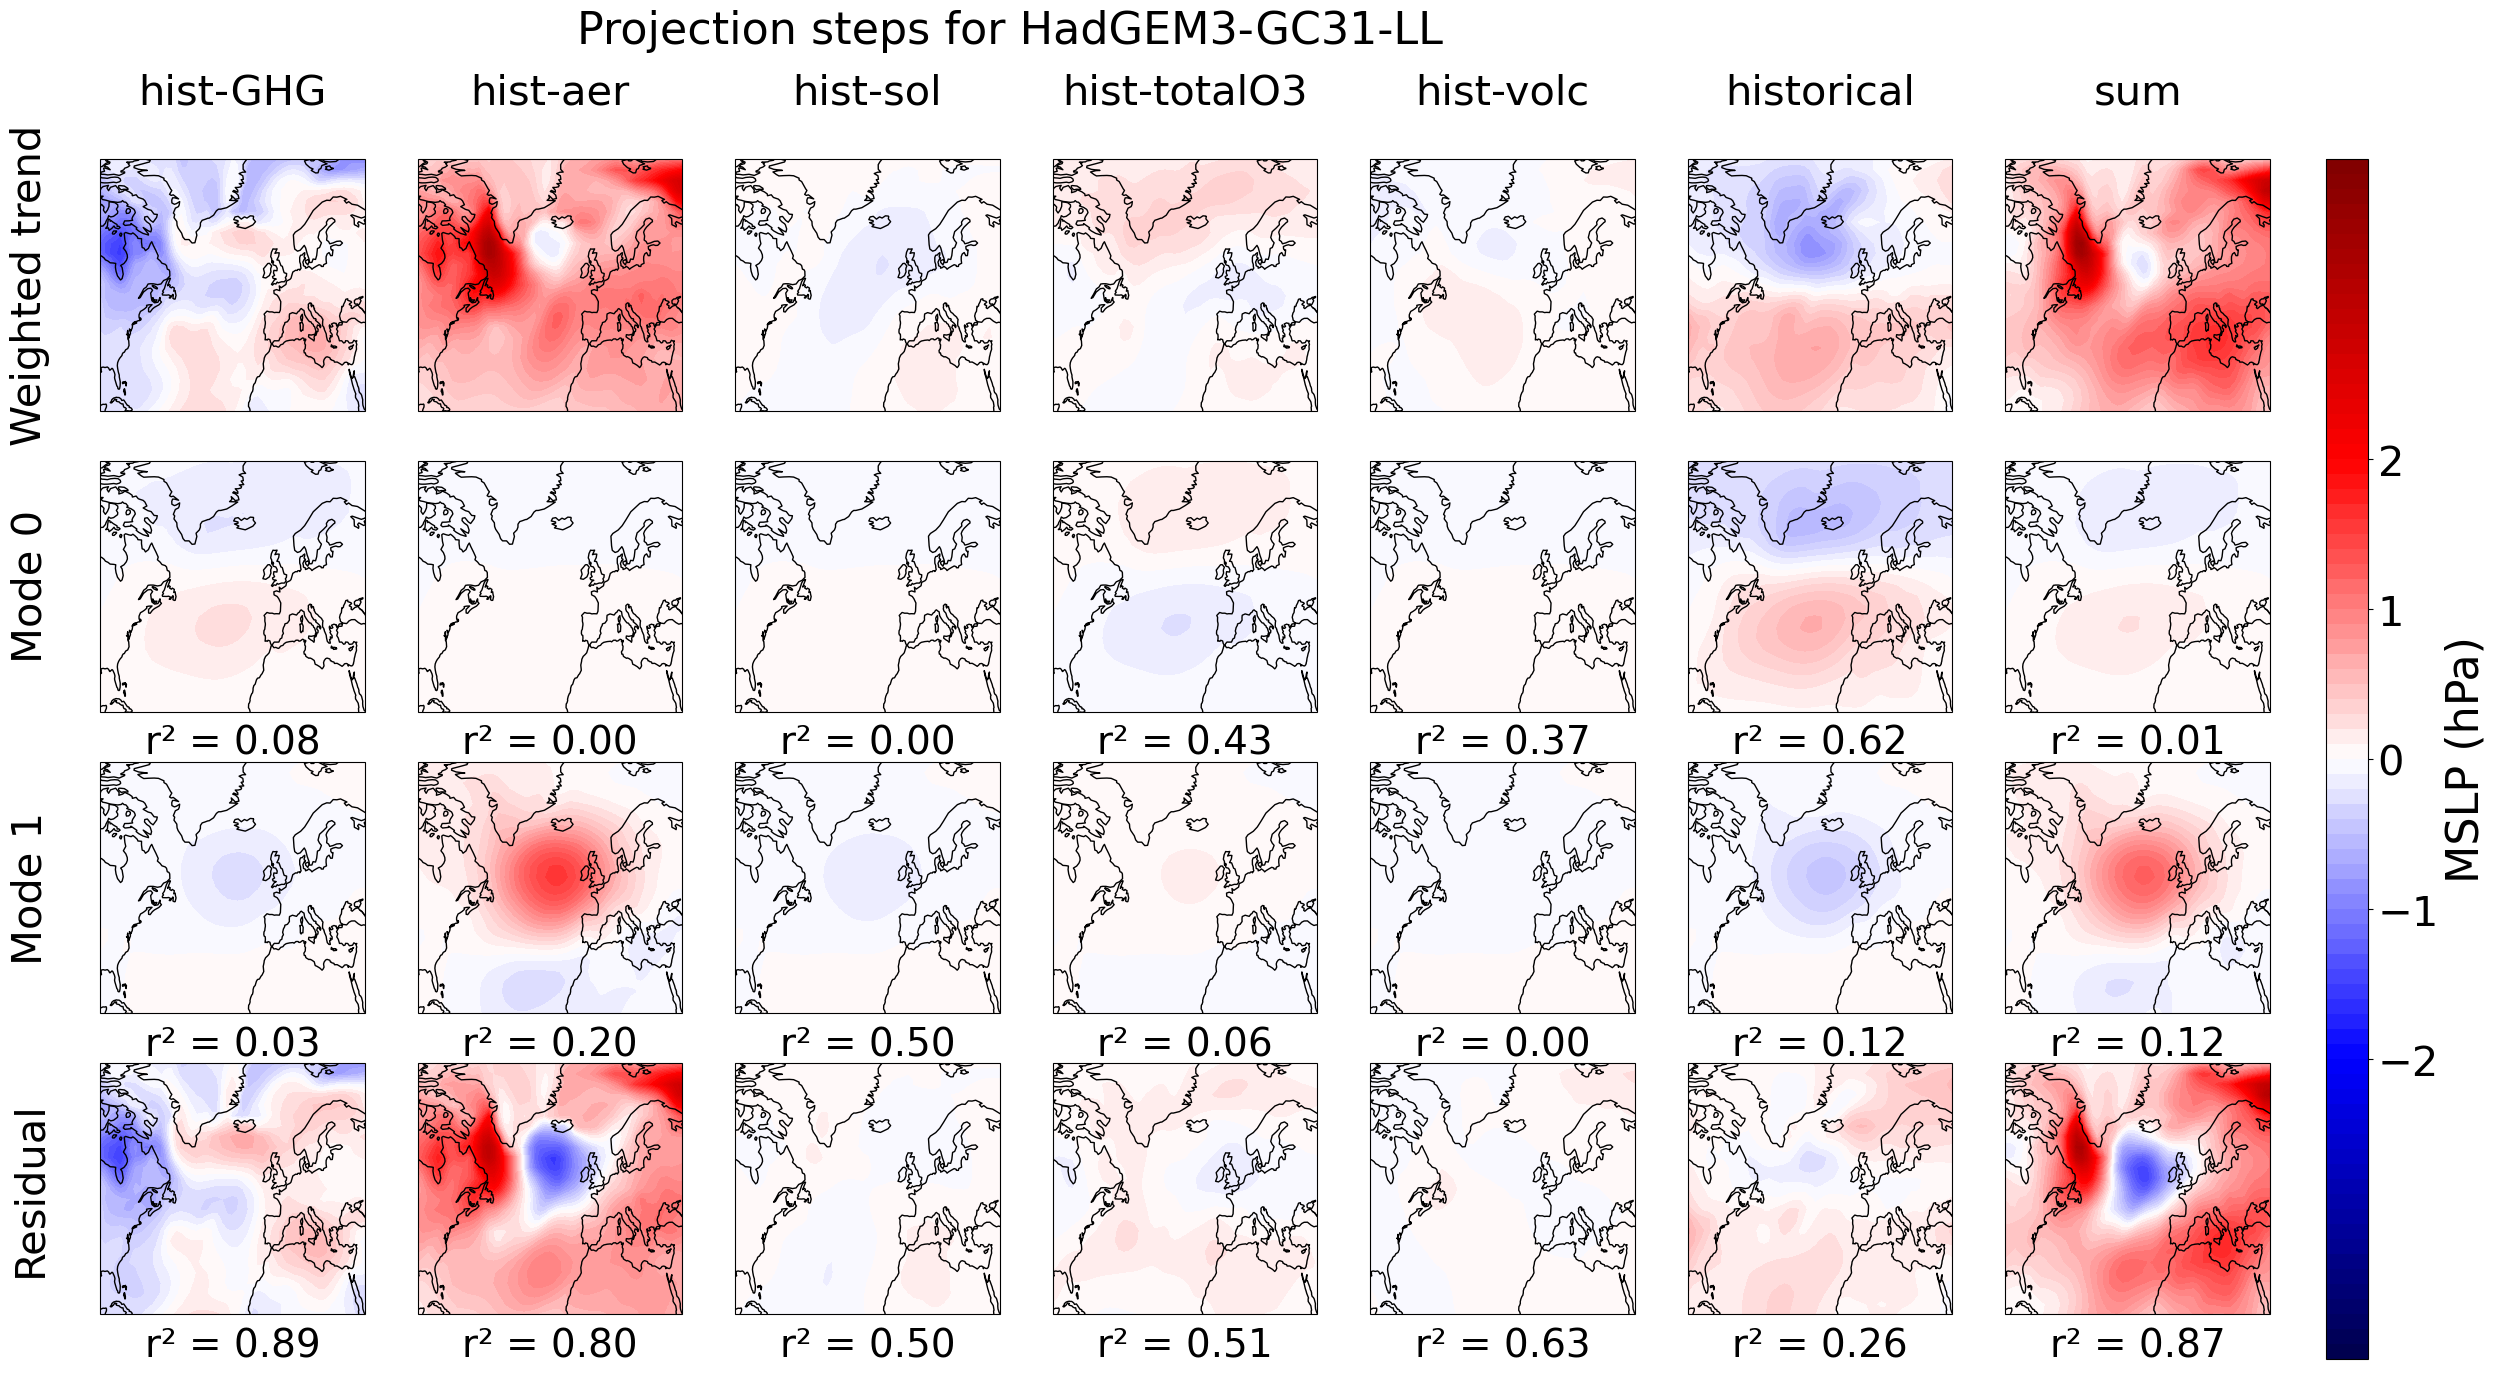 Projection steps for HadGEM3-GC31-LL
hist-GHG hist-aer hist-sol hist-totalO3 hist-volc historical sum
Weighted trend
Mode 0
r² = 0.08 r² = 0.00 r² = 0.00 r² = 0.43 r² = 0.37 r² = 0.62 r² = 0.01
Mode 1
r² = 0.03 r² = 0.20 r² = 0.50 r² = 0.06 r² = 0.00 r² = 0.12 r² = 0.12
Residual
r² = 0.89 r² = 0.80 r² = 0.50 r² = 0.51 r² = 0.63 r² = 0.26 r² = 0.87
2
1
0
−1
−2
MSLP (hPa)